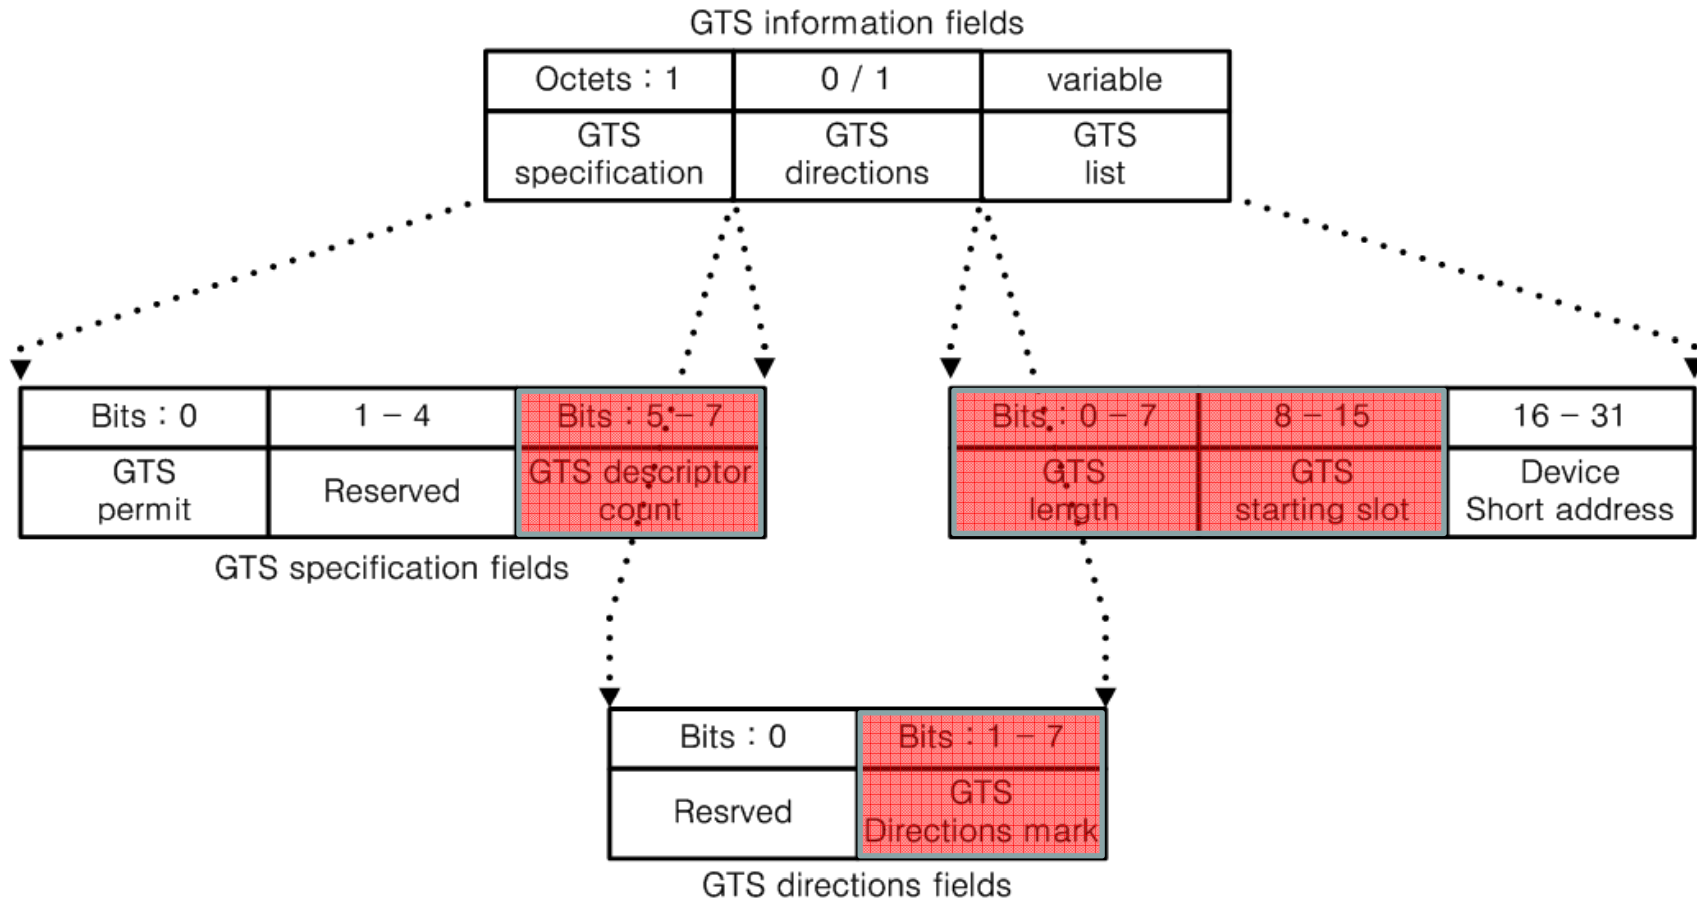 GTS information fields
Octets : 1
0 / 1
variable
GTS
specification
GTS
directions
GTS
list
Bits : 0
1 – 4
Bits : 5 – 7
GTS
permit
Reserved
GTS descriptor
count
GTS specification fields
Bits : 0 – 7
8 – 15
16 – 31
GTS
length
GTS
starting slot
Device
Short address
Bits : 0
Bits : 1 – 7
Resrved
GTS
Directions mark
GTS directions fields